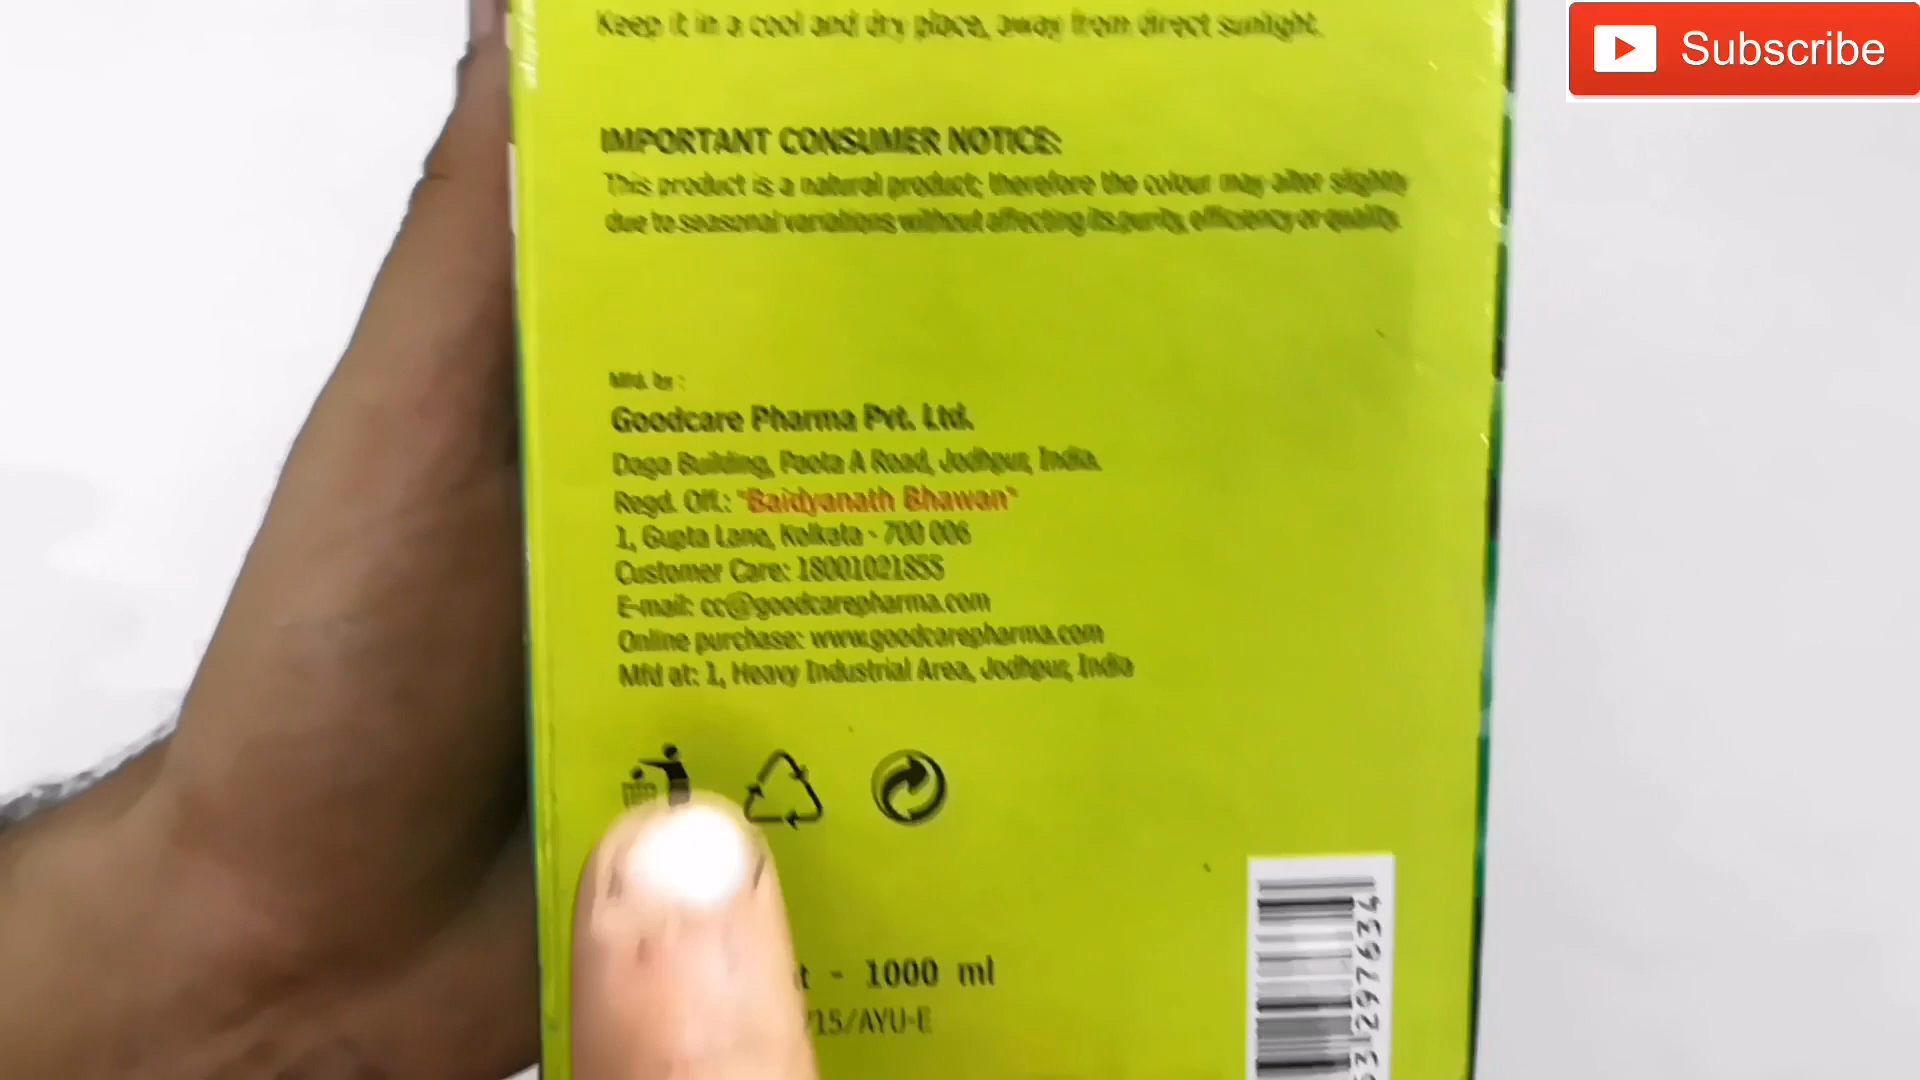 Keep it in a cool and dry place, away from direct sunlight.
Subscribe
IMPORTANT CONSUMER NOTICE:
This product is a natural product; therefore the colour may alter slightly
due to seasonal variations without affecting its purity, efficiency or quality.
Mfd. by :
Goodcare Pharma Pvt. Ltd.
Daga Building, Paota A Road, Jodhpur, India.
Regd. Off.: "Baidyanath Bhawan"
1, Gupta Lane, Kolkata - 700 006
Customer Care: 18001021855
E-mail: cc@goodcarepharma.com
Online purchase: www.goodcarepharma.com
Mfd at: 1, Heavy Industrial Area, Jodhpur, India
t - 1000 ml
15/AYU-E
297634